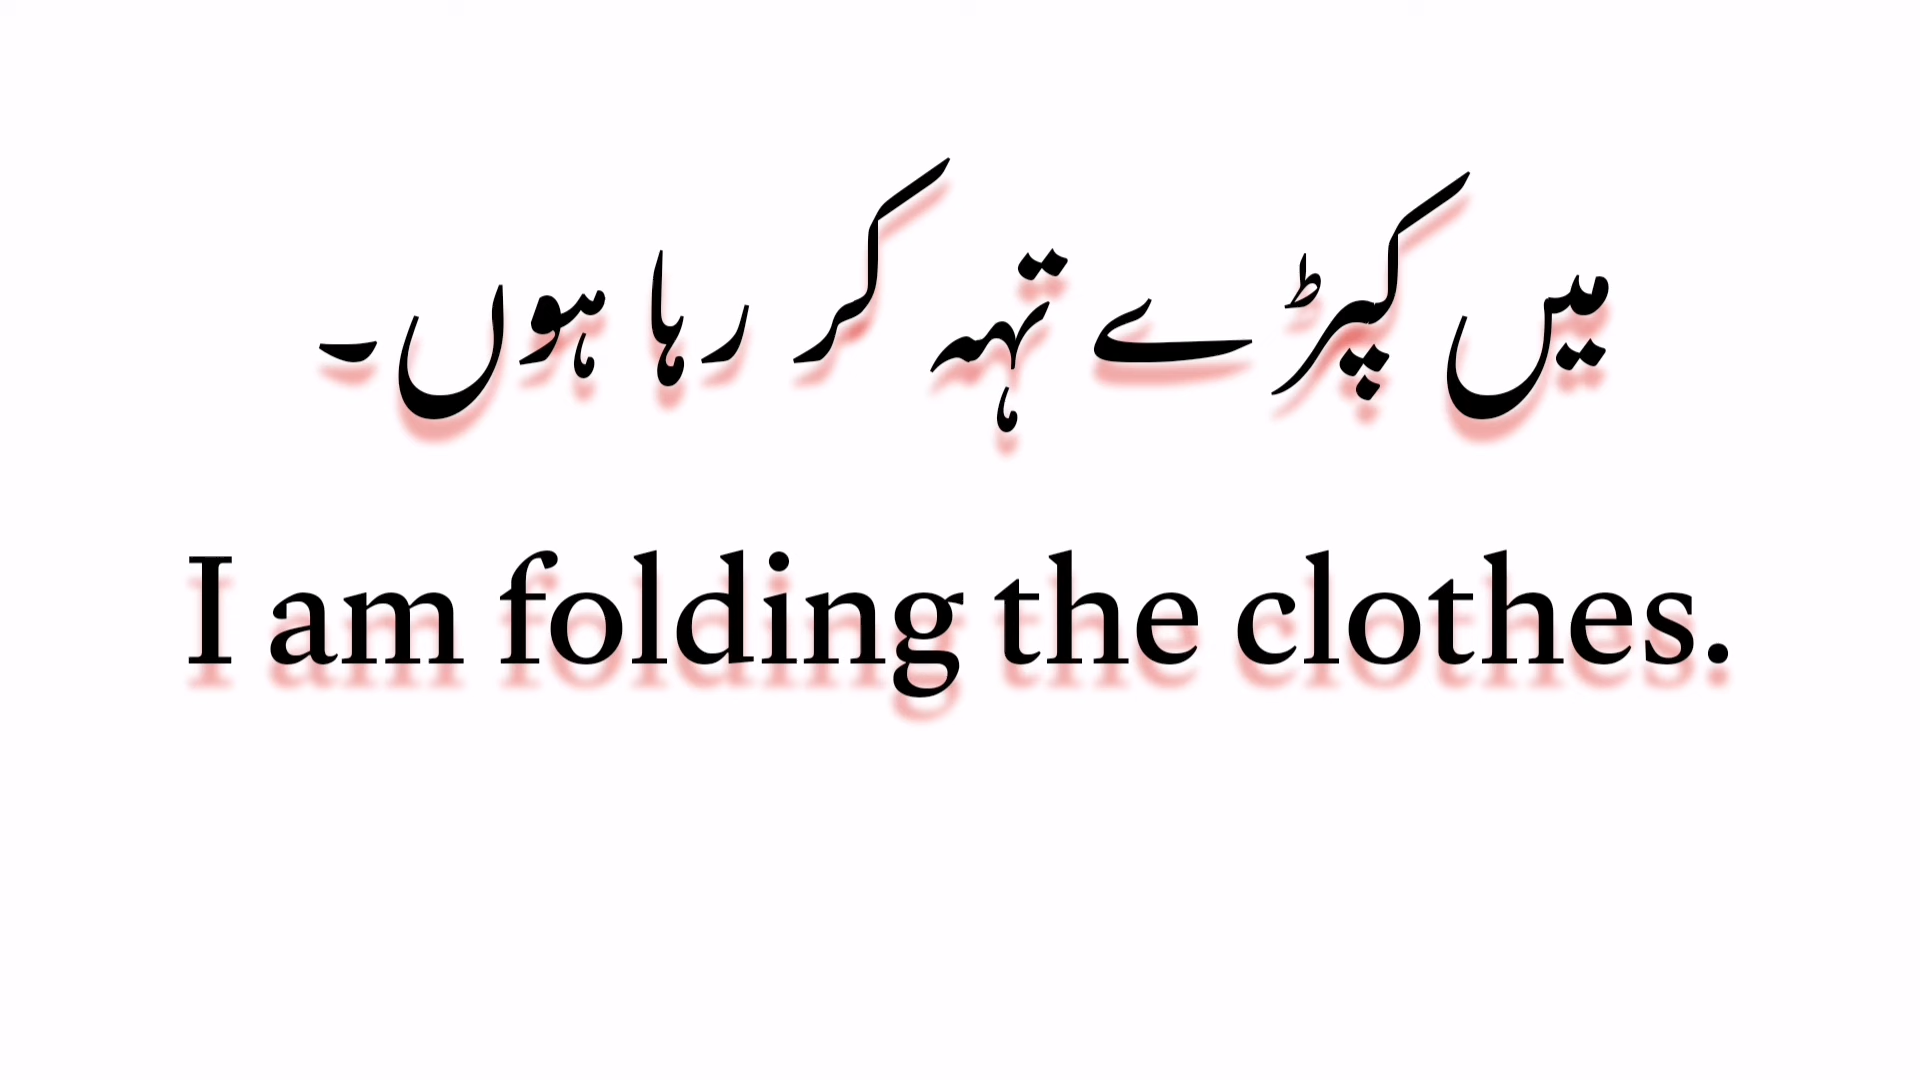 میں کپڑے تہہ کر رہا ہوں۔
I am folding the clothes.